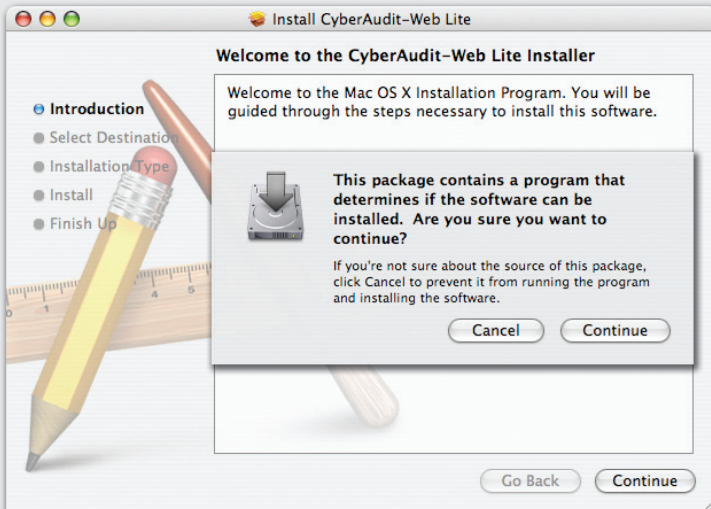 Install CyberAudit-Web Lite
Welcome to the CyberAudit-Web Lite Installer
Introduction
Select Destination
Installation Type
Install
Finish Up
Welcome to the Mac OS X Installation Program. You will be
guided through the steps necessary to install this software.
This package contains a program that
determines if the software can be
installed. Are you sure you want to
continue?
If you're not sure about the source of this package,
click Cancel to prevent it from running the program
and installing the software.
Cancel
Continue
0
1
4
5
Go Back
Continue